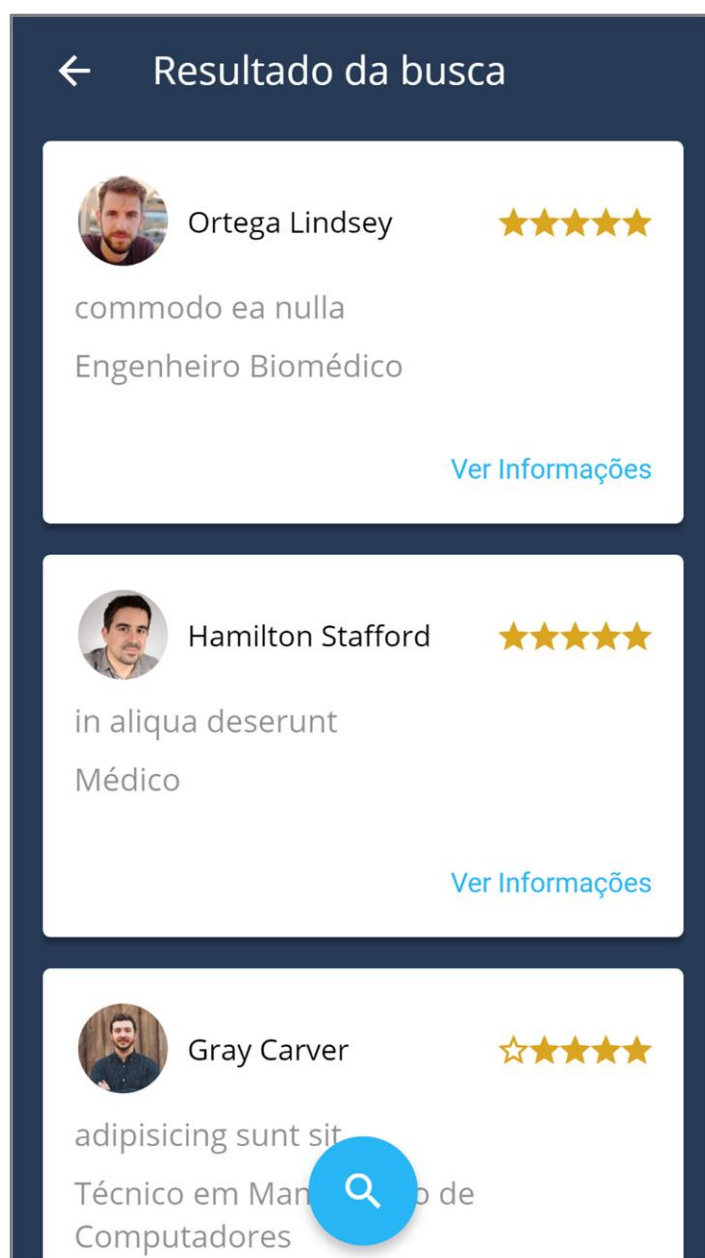 Resultado da busca
Ortega Lindsey
commodo ea nulla
Engenheiro Biomédico
Ver Informações
Hamilton Stafford
in aliqua deserunt
Médico
Ver Informações
Gray Carver
adipisicing sunt sit
Técnico em de
Computadores